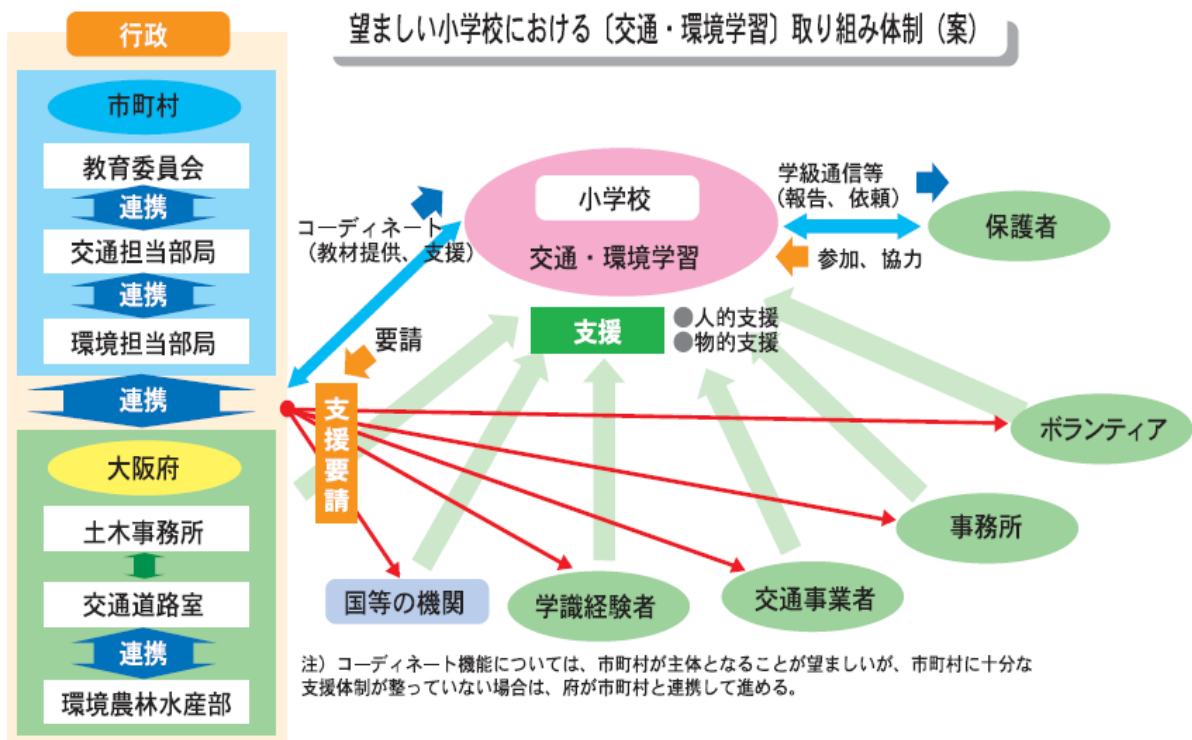 望ましい小学校における〔交通・環境学習〕取り組み体制（案）
行政
市町村
教育委員会
連携
交通担当部局
連携
環境担当部局
連携
大阪府
土木事務所
交通道路室
連携
環境農林水産部
コーディネート
（教材提供、支援）
要請
支援要請
小学校
交通・環境学習
支援
●人的支援
●物的支援
学級通信等
（報告、依頼）
参加、協力
保護者
ボランティア
事務所
交通事業者
学識経験者
国等の機関
注）コーディネート機能については、市町村が主体となることが望ましいが、市町村に十分な
支援体制が整っていない場合は、府が市町村と連携して進める。